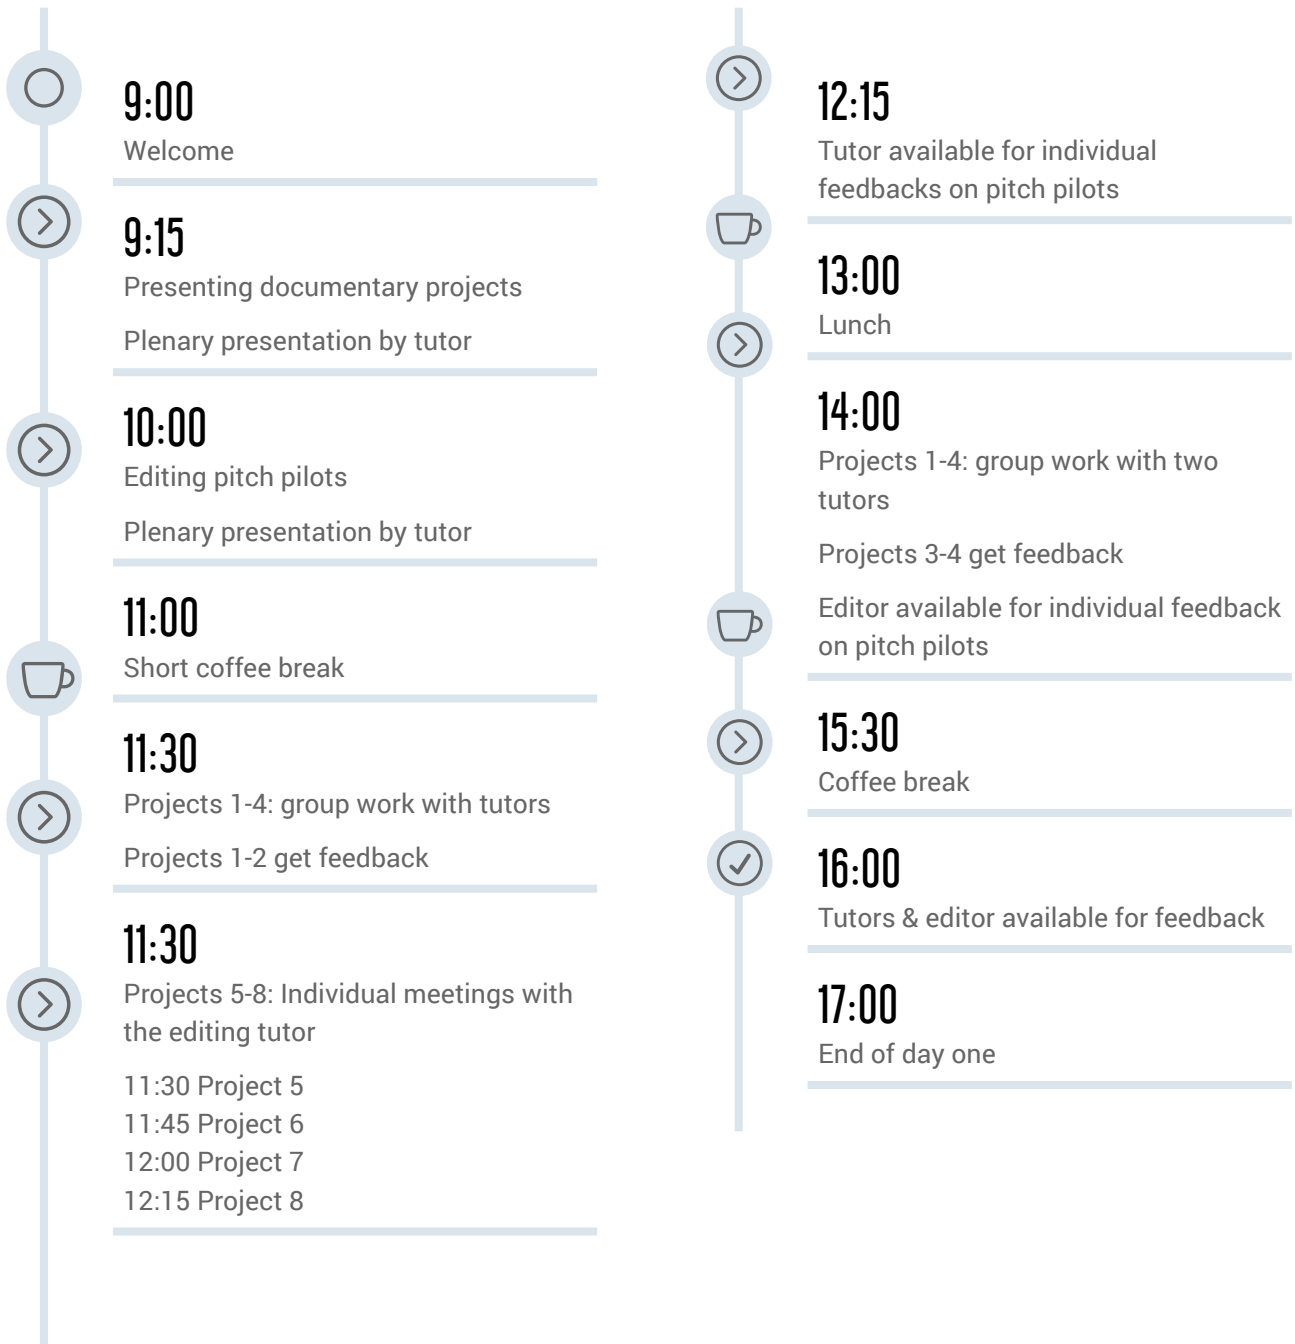 9:00
Welcome
9:15
Presenting documentary projects
Plenary presentation by tutor
10:00
Editing pitch pilots
Plenary presentation by tutor
11:00
Short coffee break
11:30
Projects 1-4: group work with tutors
Projects 1-2 get feedback
11:30
Projects 5-8: Individual meetings with
the editing tutor
11:30 Project 5
11:45 Project 6
12:00 Project 7
12:15 Project 8
12:15
Tutor available for individual
feedbacks on pitch pilots
13:00
Lunch
14:00
Projects 1-4: group work with two
tutors
Projects 3-4 get feedback
Editor available for individual feedback
on pitch pilots
15:30
Coffee break
16:00
Tutors & editor available for feedback
17:00
End of day one